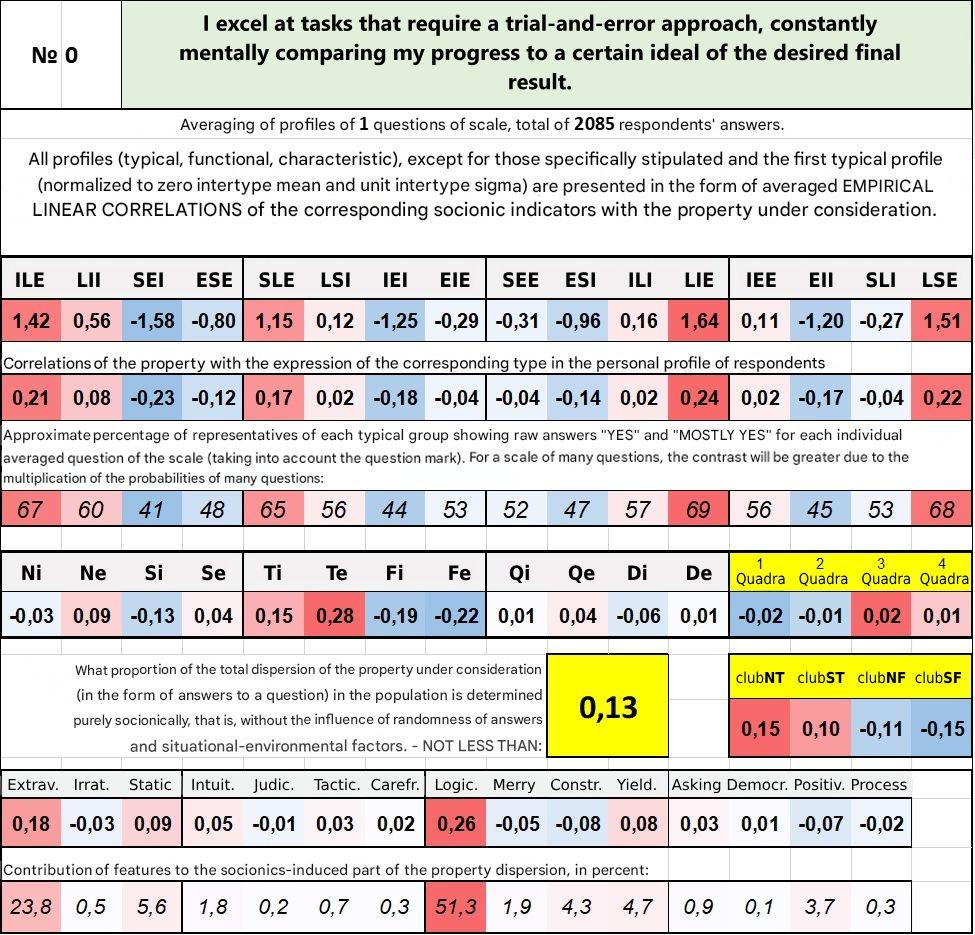 № 0
I excel at tasks that require a trial-and-error approach, constantly
mentally comparing my progress to a certain ideal of the desired final
result.
Averaging of profiles of 1 questions of scale, total of 2085 respondents' answers.
All profiles (typical, functional, characteristic), except for those specifically stipulated and the first typical profile
(normalized to zero intertype mean and unit intertype sigma) are presented in the form of averaged EMPIRICAL
LINEAR CORRELATIONS of the corresponding socionic indicators with the property under consideration.
ILE LII SEI ESE SLE LSI IEI EIE SEE ESI ILI LIE IEE EII SLI LSE
1,42 0,56 -1,58 -0,80 1,15 0,12 -1,25 -0,29 -0,31 -0,96 0,16 1,64 0,11 -1,20 -0,27 1,51
Correlations of the property with the expression of the corresponding type in the personal profile of respondents
0,21 0,08 -0,23 -0,12 0,17 0,02 -0,18 -0,04 -0,04 -0,14 0,02 0,24 0,02 -0,17 -0,04 0,22
Approximate percentage of representatives of each typical group showing raw answers "YES" and "MOSTLY YES" for each individual
averaged question of the scale (taking into account the question mark). For a scale of many questions, the contrast will be greater due to the
multiplication of the probabilities of many questions:
67 60 41 48 65 56 44 53 52 47 57 69 56 45 53 68
Ni Ne Si Se Ti Te Fi Fe Qi Qe Di De 1 Quadra 2 Quadra 3 Quadra 4 Quadra
-0,03 0,09 -0,13 0,04 0,15 0,28 -0,19 -0,22 0,01 0,04 -0,06 0,01 -0,02 -0,01 0,02 0,01
What proportion of the total dispersion of the property under consideration
(in the form of answers to a question) in the population is determined
purely socionically, that is, without the influence of randomness of answers
and situational-environmental factors. - NOT LESS THAN:
0,13
clubNT clubST clubNF clubSF
0,15 0,10 -0,11 -0,15
Extrav. Irrat. Static Intuit. Judic. Tactic. Carefr. Logic. Merry Constr. Yield. Asking Democr. Positiv. Process
0,18 -0,03 0,09 0,05 -0,01 0,03 0,02 0,26 -0,05 -0,08 0,08 0,03 0,01 -0,07 -0,02
Contribution of features to the socionics-induced part of the property dispersion, in percent:
23,8 0,5 5,6 1,8 0,2 0,7 0,3 51,3 1,9 4,3 4,7 0,9 0,1 3,7 0,3